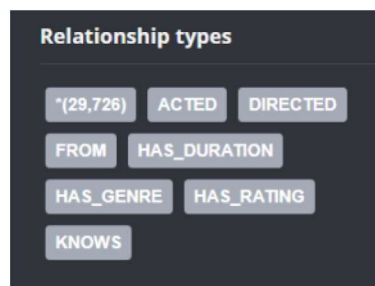 Relationship types
*(29,726) ACTED DIRECTED
FROM HAS_DURATION
HAS_GENRE HAS_RATING
KNOWS